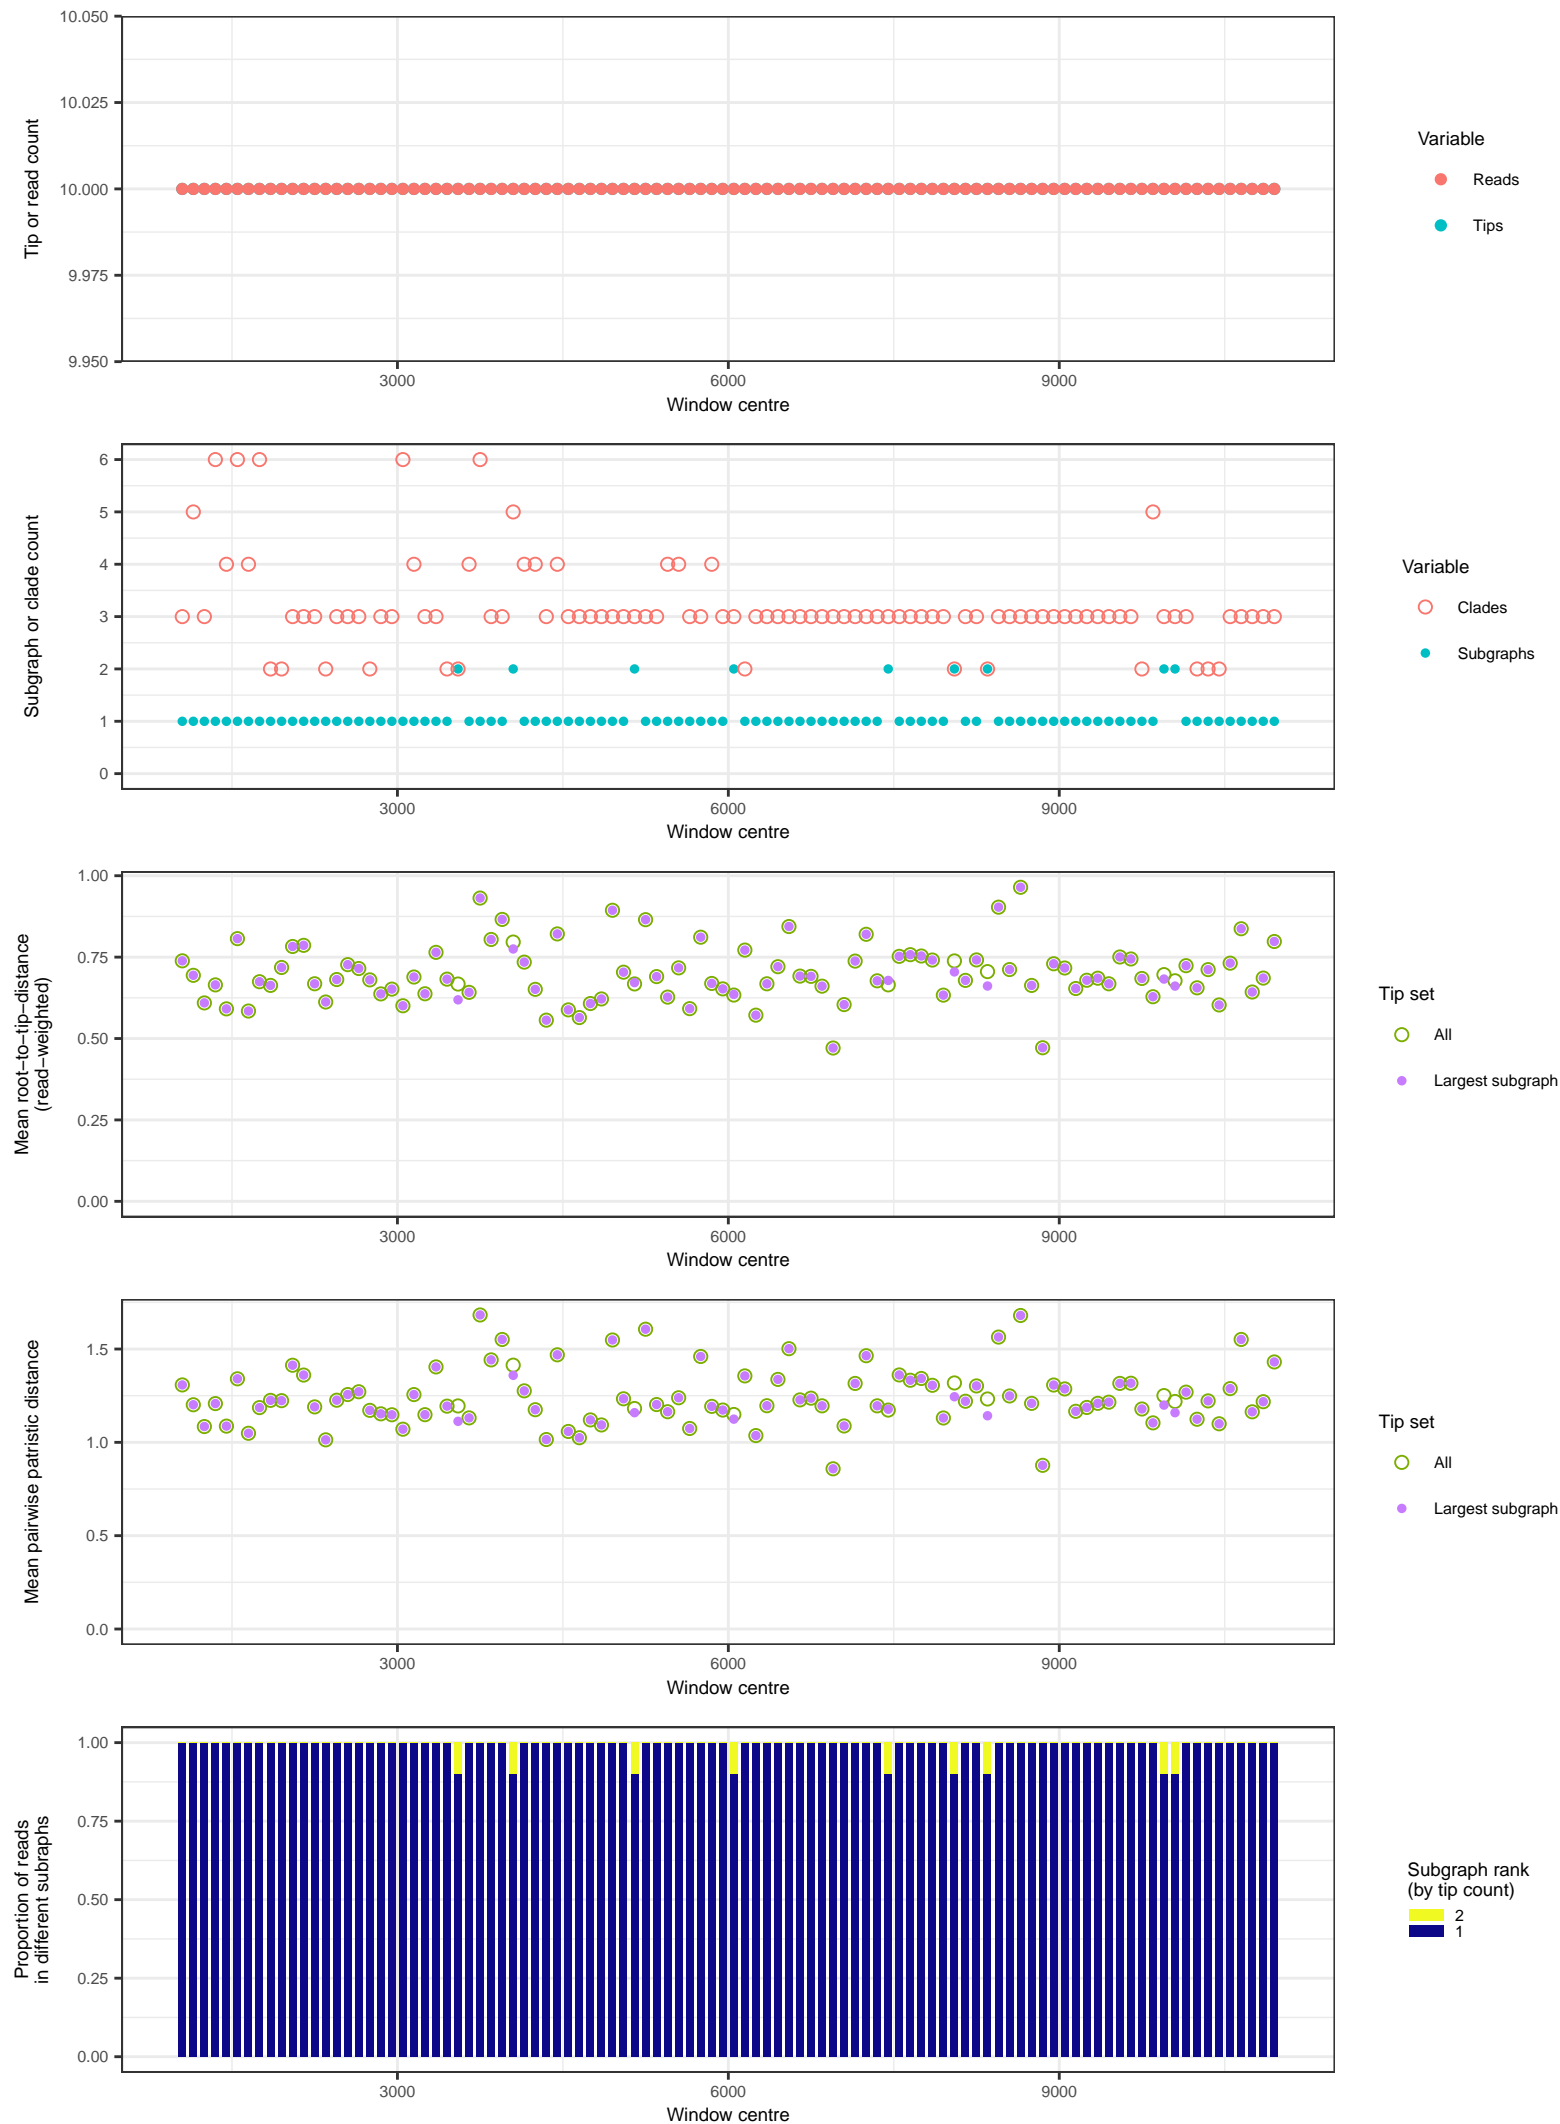 10.050
10.025
10.000
9.975
9.950
Tip or read count
3000
6000
9000
Window centre
Variable
Reads
Tips
6
5
4
3
2
1
0
Subgraph or clade count
3000
6000
9000
Window centre
Variable
Clades
Subgraphs
1.00
0.75
0.50
0.25
0.00
Mean root−to−tip−distance
(read−weighted)
3000
6000
9000
Window centre
Tip set
All
Largest subgraph
1.5
1.0
0.5
0.0
Mean pairwise patristic distance
3000
6000
9000
Window centre
Tip set
All
Largest subgraph
1.00
0.75
0.50
0.25
0.00
Proportion of reads
in different subraphs
3000
6000
9000
Window centre
Subgraph rank
(by tip count)
2
1